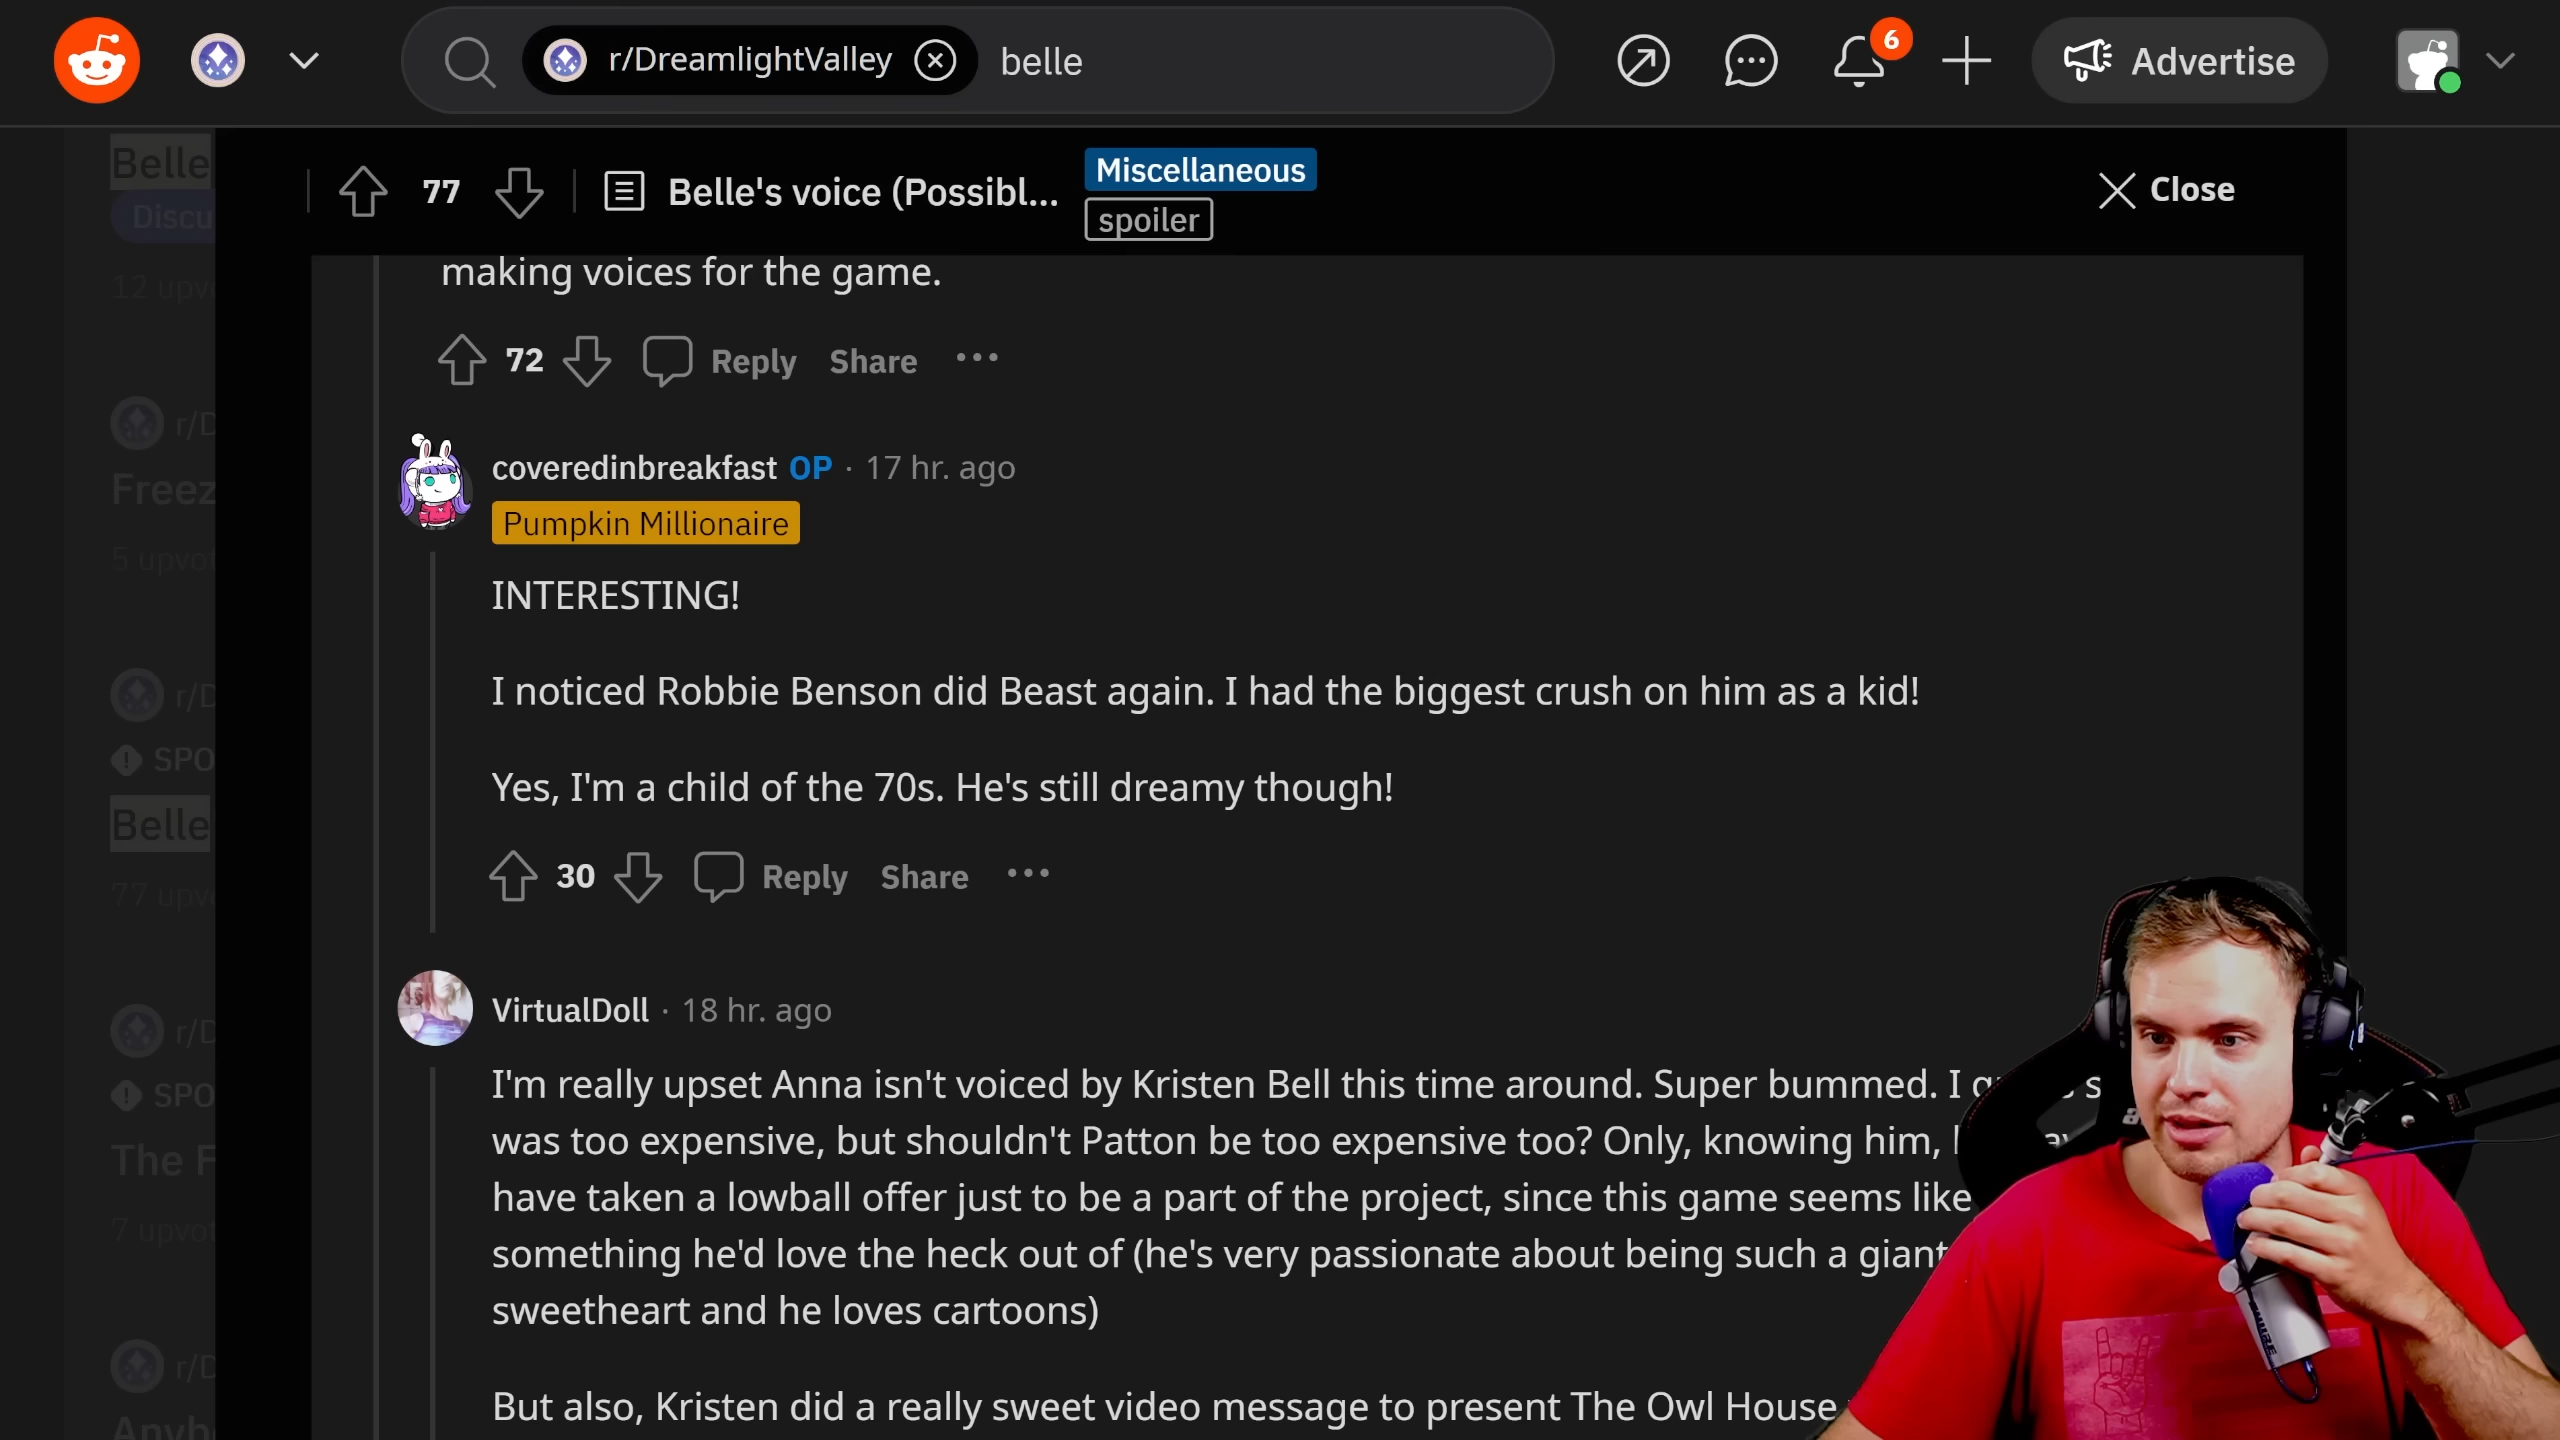 r/DreamlightValley
belle
6
Advertise
Belle
Discu
12 upv
r/D
Freez
5 upvot
r/D
SPO
Belle
77 upv
r/D
SPO
The F
7 upvot
r/D
Anyb
77
Belle's voice (Possibl...
Miscellaneous
spoiler
Close
making voices for the game.
72
Reply
Share
coveredinbreakfast OP · 17 hr. ago
Pumpkin Millionaire
INTERESTING!
I noticed Robbie Benson did Beast again. I had the biggest crush on him as a kid!
Yes, I'm a child of the 70s. He's still dreamy though!
30
Reply
Share
VirtualDoll · 18 hr. ago
I'm really upset Anna isn't voiced by Kristen Bell this time around. Super bummed. I
was too expensive, but shouldn't Patton be too expensive too? Only, knowing him,
have taken a lowball offer just to be a part of the project, since this game seems like
something he'd love the heck out of (he's very passionate about being such a giant
sweetheart and he loves cartoons)
But also, Kristen did a really sweet video message to present The Owl House